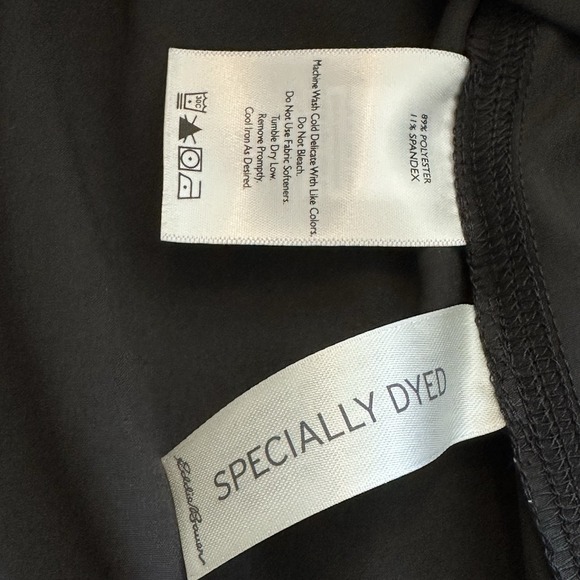 89% POLYESTER
11% SPANDEX
Machine Wash Cold Delicate With Like Colors.
Do Not Bleach.
Do Not Use Fabric Softeners.
Tumble Dry Low.
Remove Promptly.
Cool Iron As Desired.
30C
SPECIALLY DYED
Eddie Bauer